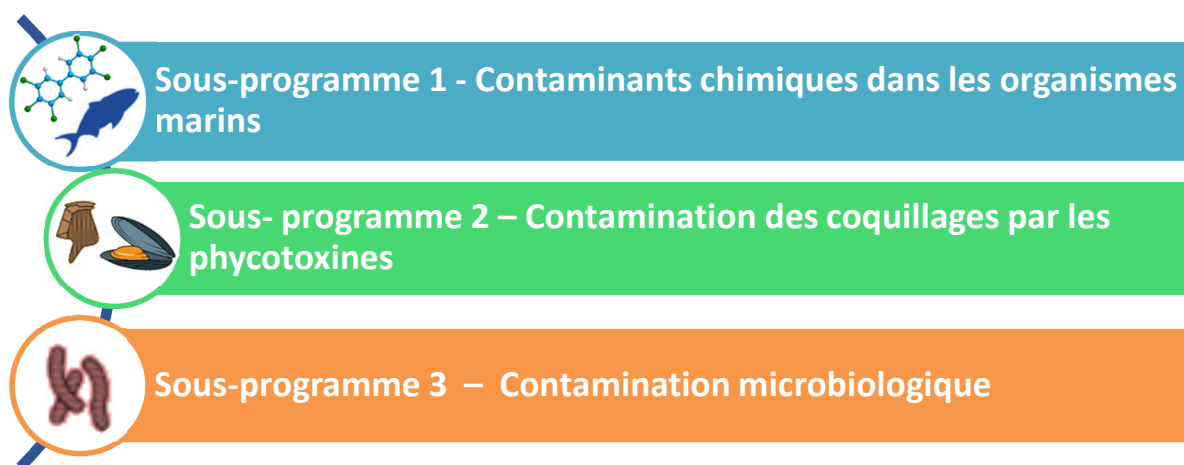 Sous-programme 1 - Contaminants chimiques dans les organismes
marins
Sous- programme 2 – Contamination des coquillages par les
phycotoxines
Sous-programme 3 – Contamination microbiologique